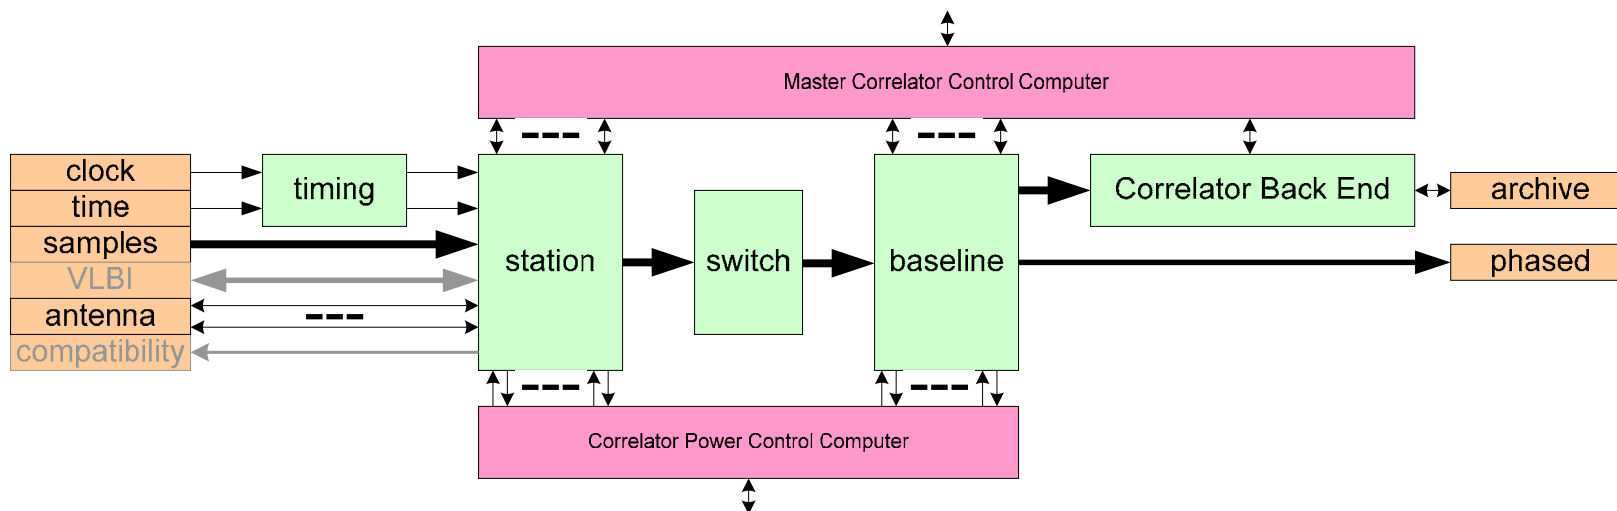 Master Correlator Control Computer
clock
time
samples
VLBI
antenna
compatibility
timing
station
switch
baseline
Correlator Back End
archive
phased
Correlator Power Control Computer